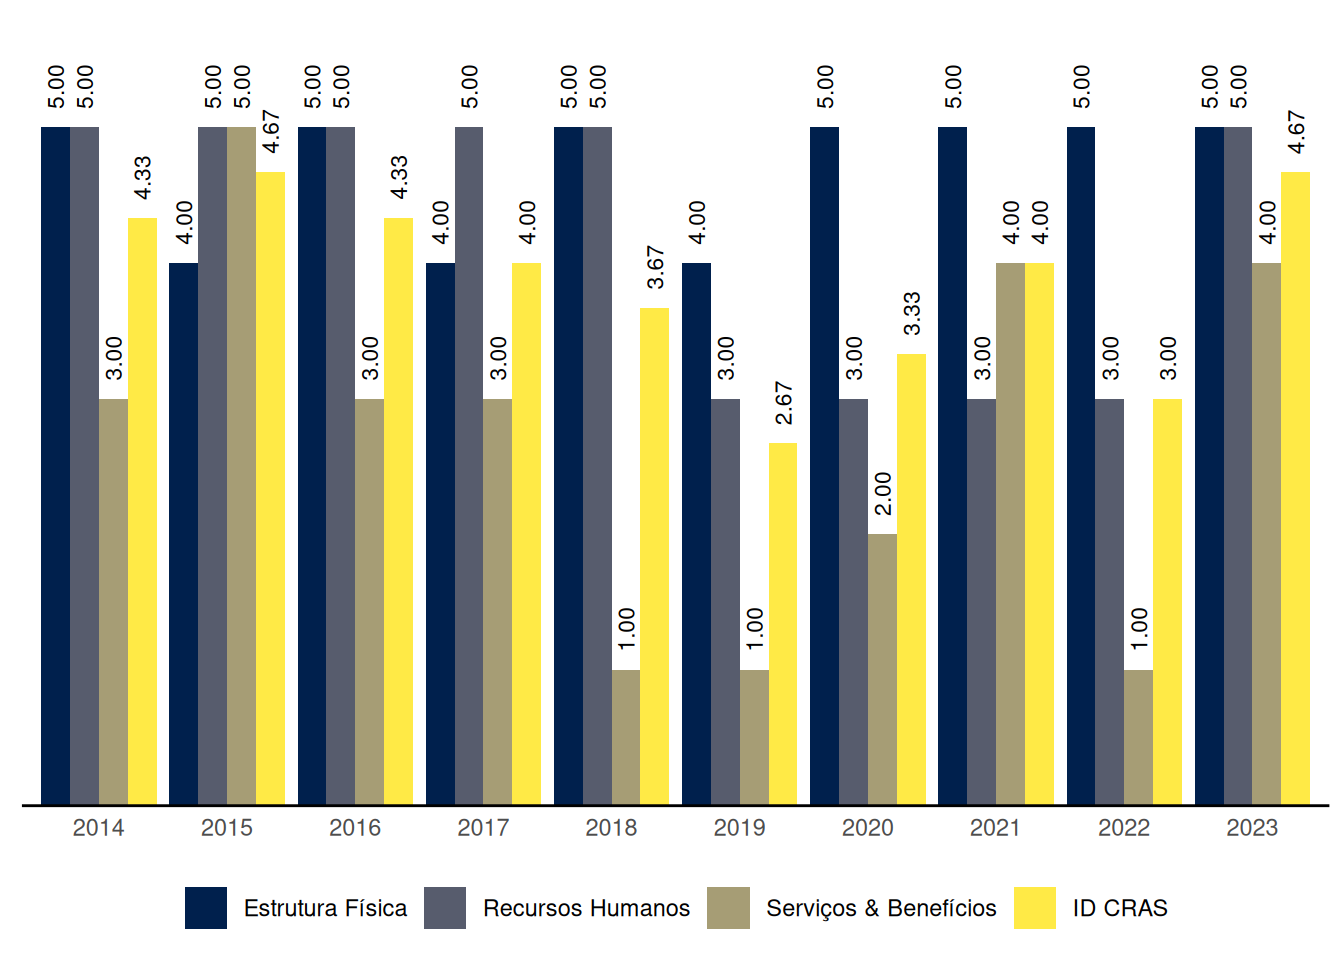 5.00 5.00 3.00 4.33
4.00 5.00 5.00 4.67
5.00 5.00 3.00 4.33
4.00 5.00 3.00 4.00
5.00 5.00 1.00 3.67
4.00 3.00 1.00 2.67
5.00 3.00 2.00 3.33
5.00 3.00 4.00 4.00
5.00 3.00 1.00 3.00
5.00 5.00 4.00 4.67
2014 2015 2016 2017 2018 2019 2020 2021 2022 2023
Estrutura Física Recursos Humanos Serviços & Benefícios ID CRAS